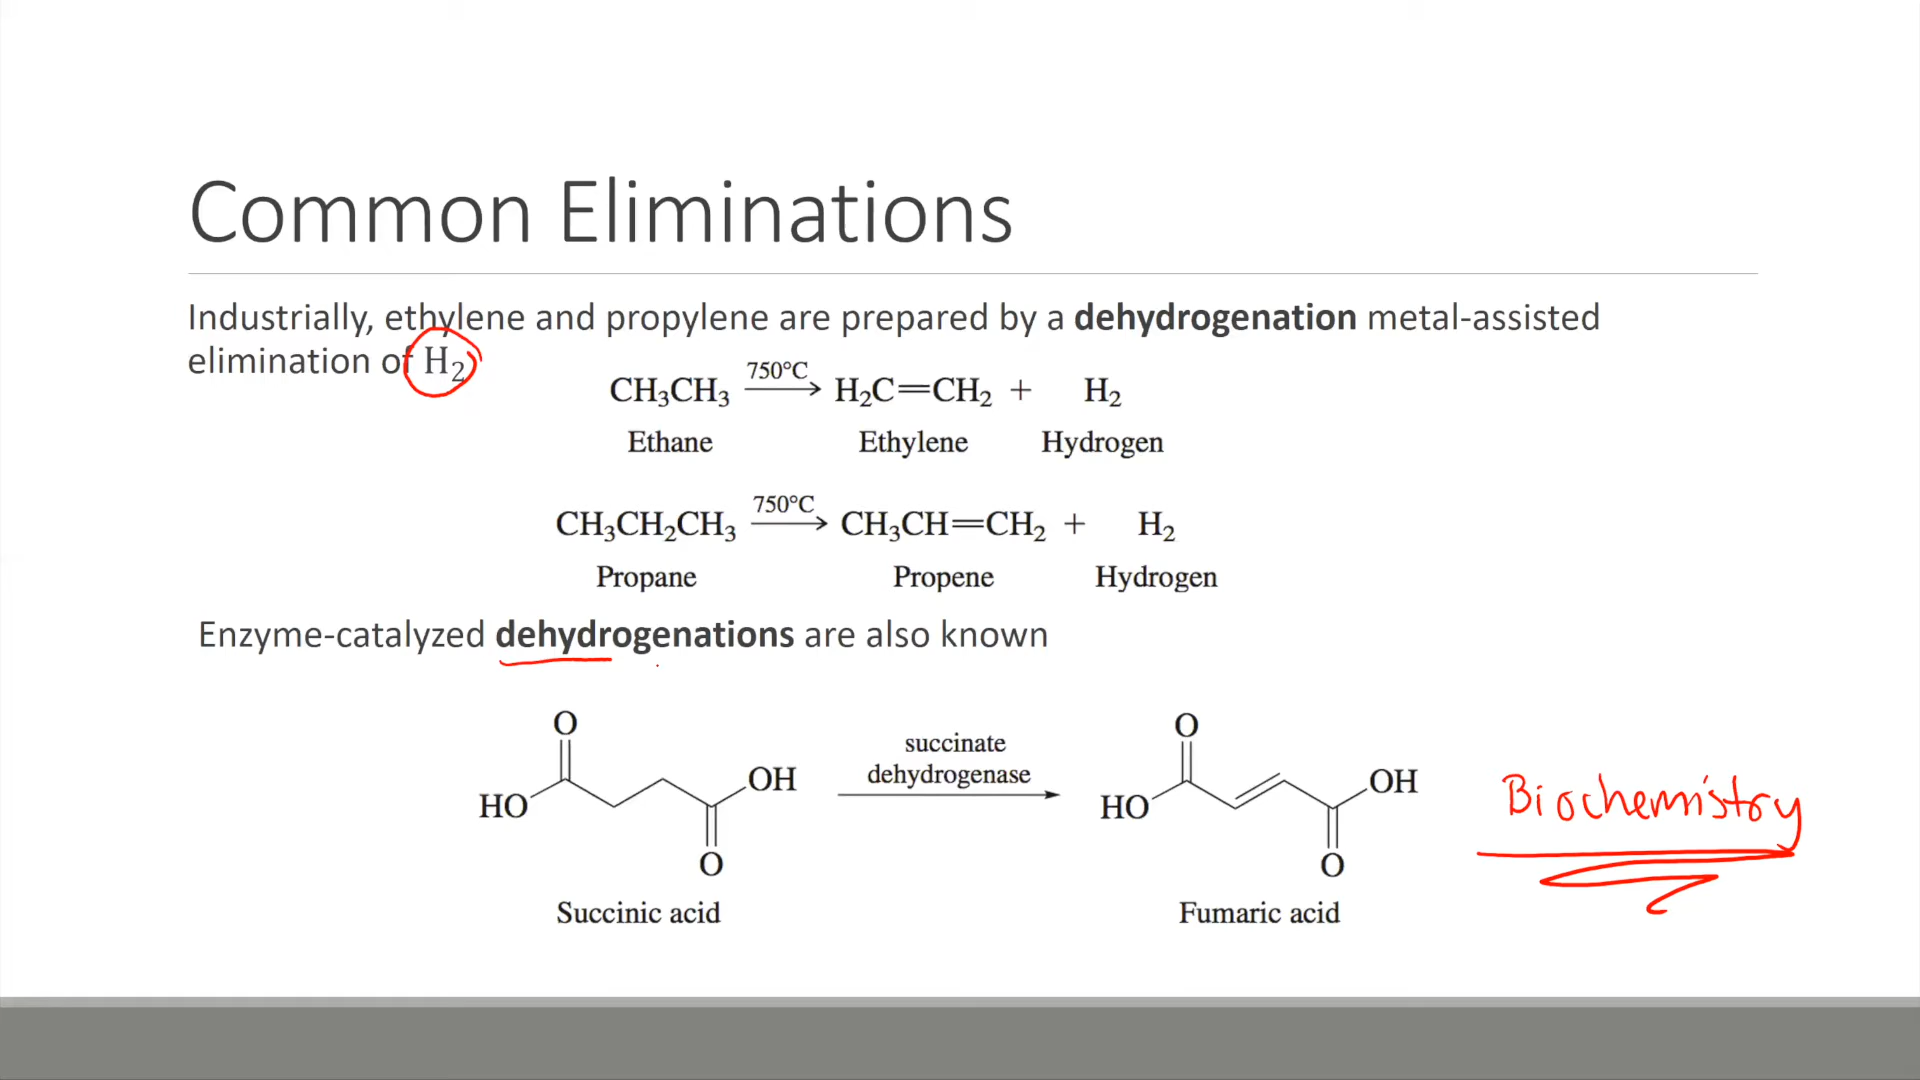 Common Eliminations
Industrially, ethylene and propylene are prepared by a dehydrogenation metal-assisted
elimination of H₂
CH₃CH₃ 750°C→ H₂C=CH₂ + H₂
Ethane Ethylene Hydrogen
CH₃CH₂CH₃ 750°C→ CH₃CH=CH₂ + H₂
Propane Propene Hydrogen
Enzyme-catalyzed dehydrogenations are also known
O O
succinate
dehydrogenase
HO OH HO OH
Biochemistry
O O
Succinic acid Fumaric acid